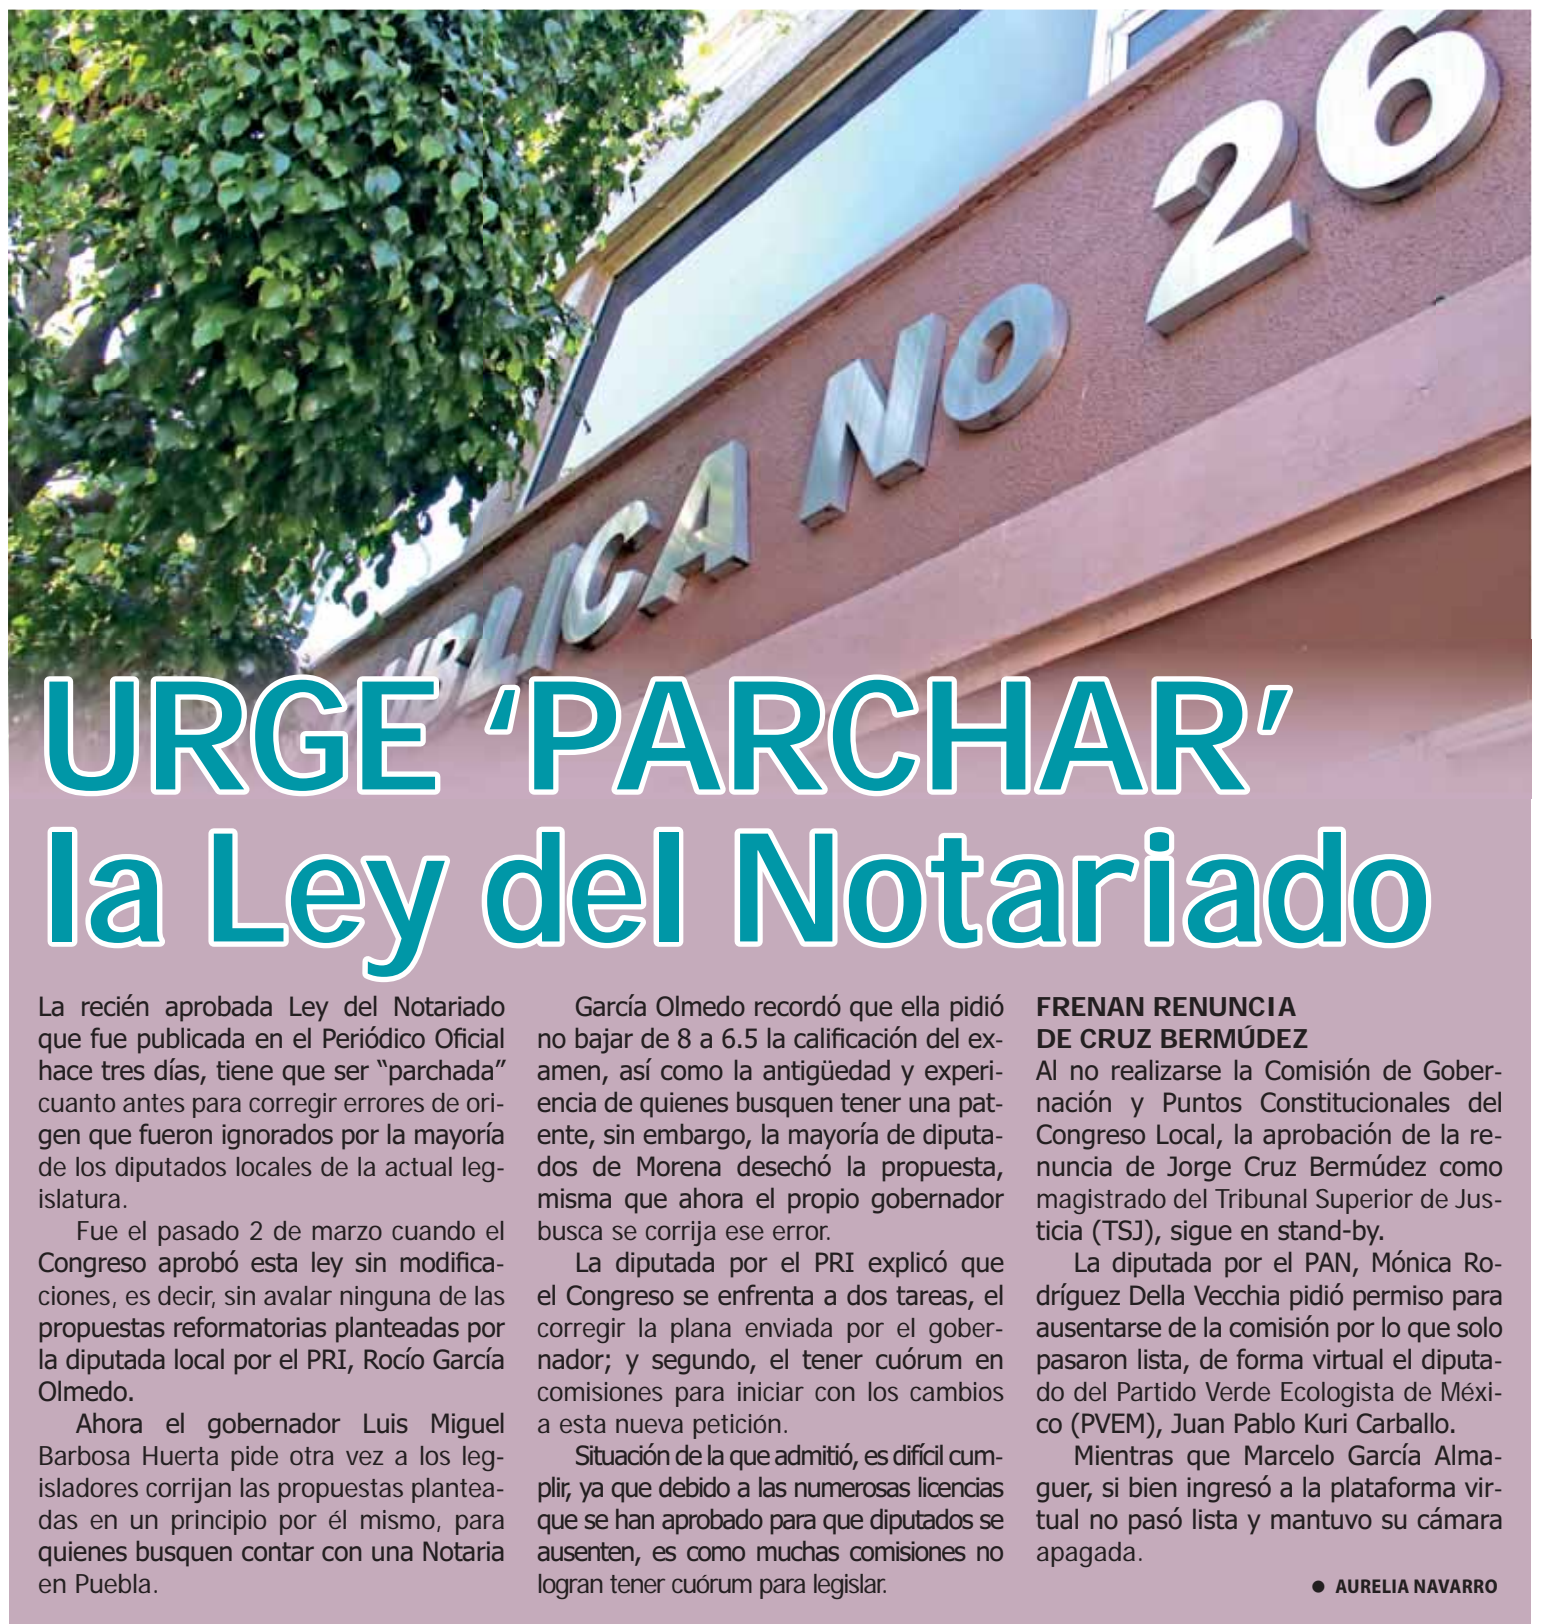 PUBLICA No 26
URGE ‘PARCHAR’
la Ley del Notariado
La recién aprobada Ley del Notariado
que fue publicada en el Periódico Oficial
hace tres días, tiene que ser “parchada”
cuanto antes para corregir errores de ori-
gen que fueron ignorados por la mayoría
de los diputados locales de la actual leg-
islatura.
Fue el pasado 2 de marzo cuando el
Congreso aprobó esta ley sin modifica-
ciones, es decir, sin avalar ninguna de las
propuestas reformatorias planteadas por
la diputada local por el PRI, Rocío García
Olmedo.
Ahora el gobernador Luis Miguel
Barbosa Huerta pide otra vez a los leg-
isladores corrijan las propuestas plantea-
das en un principio por él mismo, para
quienes busquen contar con una Notaria
en Puebla.
García Olmedo recordó que ella pidió
no bajar de 8 a 6.5 la calificación del ex-
amen, así como la antigüedad y experi-
encia de quienes busquen tener una pat-
ente, sin embargo, la mayoría de diputa-
dos de Morena desechó la propuesta,
misma que ahora el propio gobernador
busca se corrija ese error.
La diputada por el PRI explicó que
el Congreso se enfrenta a dos tareas, el
corregir la plana enviada por el gober-
nador; y segundo, el tener cuórum en
comisiones para iniciar con los cambios
a esta nueva petición.
Situación de la que admitió, es difícil cum-
plir, ya que debido a las numerosas licencias
que se han aprobado para que diputados se
ausenten, es como muchas comisiones no
logran tener cuórum para legislar.
FRENAN RENUNCIA
DE CRUZ BERMÚDEZ
Al no realizarse la Comisión de Gober-
nación y Puntos Constitucionales del
Congreso Local, la aprobación de la re-
nuncia de Jorge Cruz Bermúdez como
magistrado del Tribunal Superior de Jus-
ticia (TSJ), sigue en stand-by.
La diputada por el PAN, Mónica Ro-
dríguez Della Vecchia pidió permiso para
ausentarse de la comisión por lo que solo
pasaron lista, de forma virtual el diputa-
do del Partido Verde Ecologista de Méxi-
co (PVEM), Juan Pablo Kuri Carballo.
Mientras que Marcelo García Alma-
guer, si bien ingresó a la plataforma vir-
tual no pasó lista y mantuvo su cámara
apagada.
● AURELIA NAVARRO